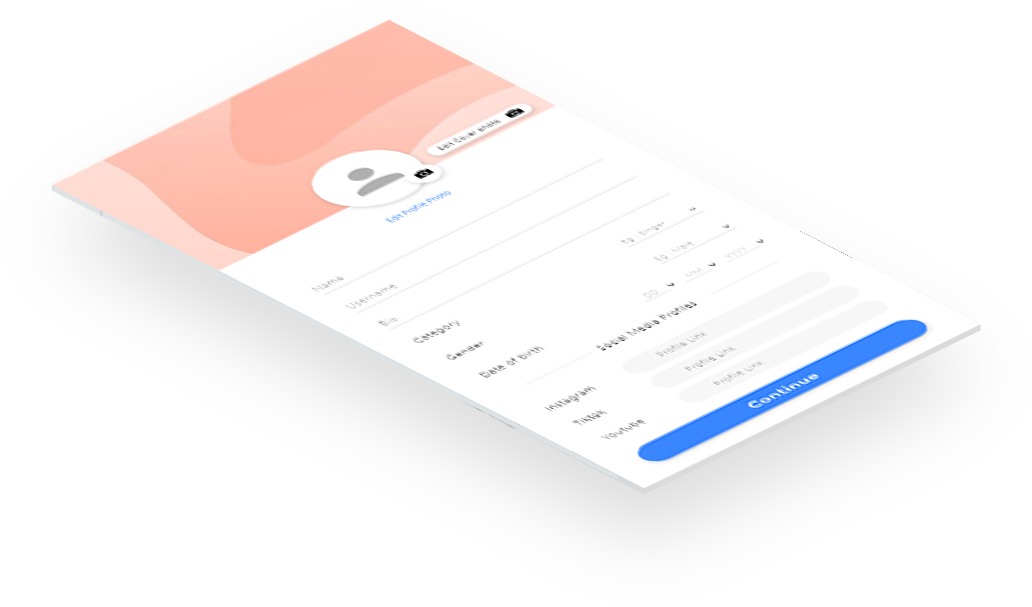 Edit Cover photo
Edit Profile Photo
Name
Username
Bio
Category
Eg. Singer
Gender
Eg. Male
Date of Birth
DD MM YYYY
Social Media Profiles
Instagram
Profile Link
Tiktok
Profile Link
Youtube
Profile Link
Continue